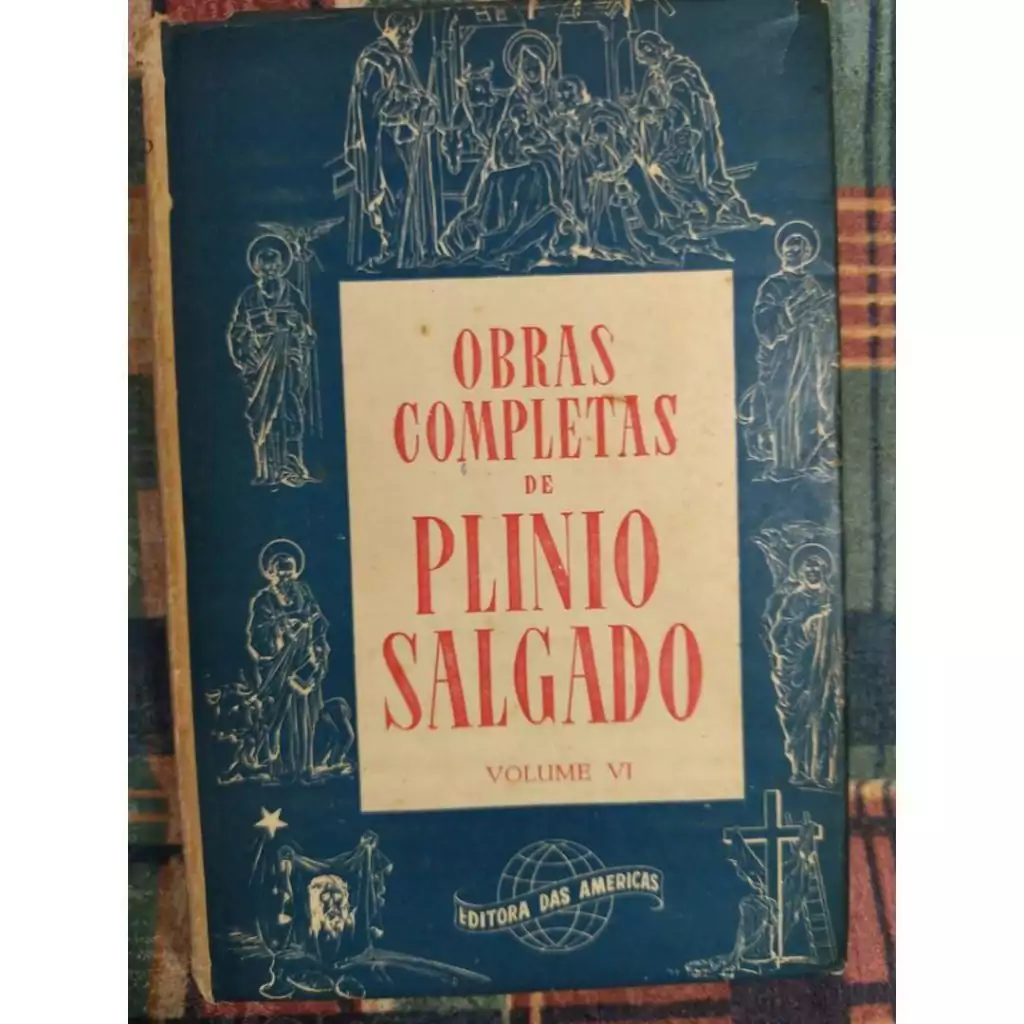 OBRAS
COMPLETAS
DE
PLINIO
SALGADO
VOLUME VI
EDITORA DAS AMERICAS